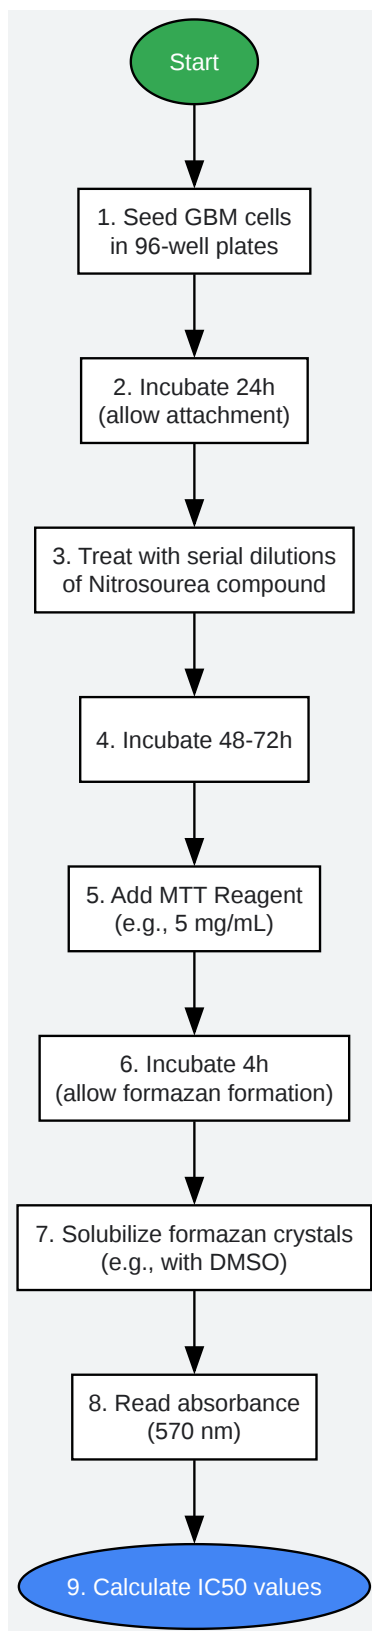 Start
1. Seed GBM cells
in 96-well plates
2. Incubate 24h
(allow attachment)
3. Treat with serial dilutions
of Nitrosourea compound
4. Incubate 48-72h
5. Add MTT Reagent
(e.g., 5 mg/mL)
6. Incubate 4h
(allow formazan formation)
7. Solubilize formazan crystals
(e.g., with DMSO)
8. Read absorbance
(570 nm)
9. Calculate IC50 values